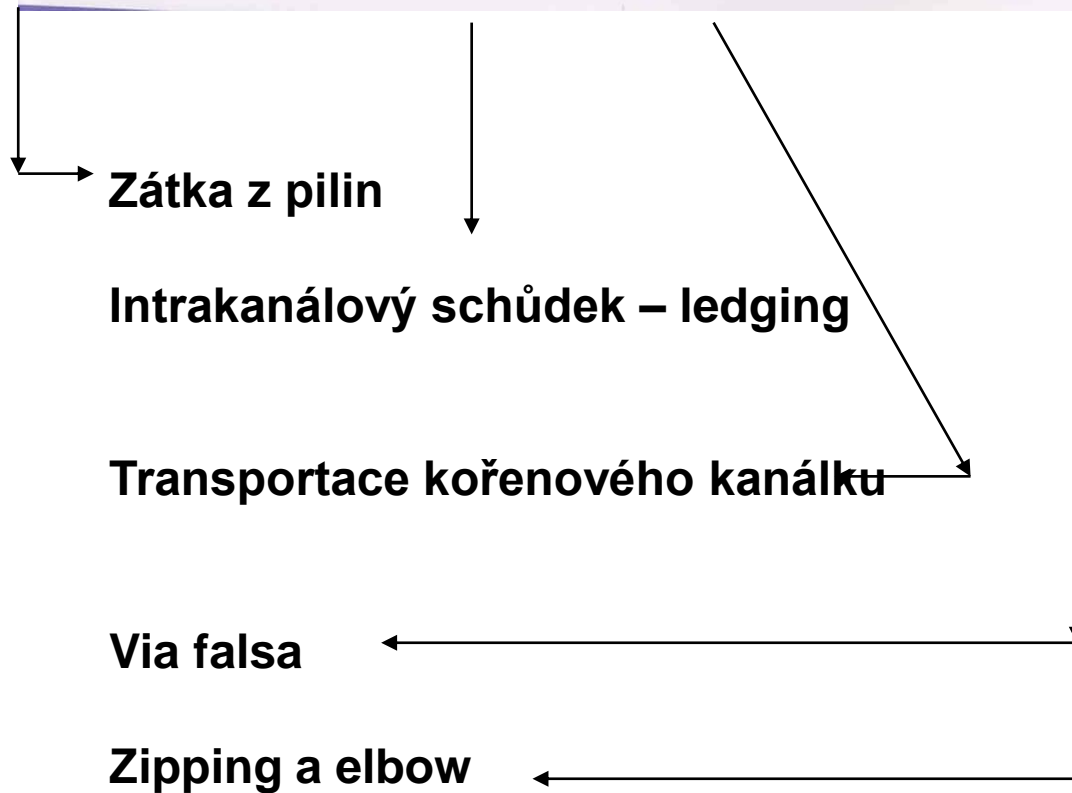 Zátka z pilin
Intrakanálový schůdek – ledging
Transportace kořenového kanálku
Via falsa
Zipping a elbow